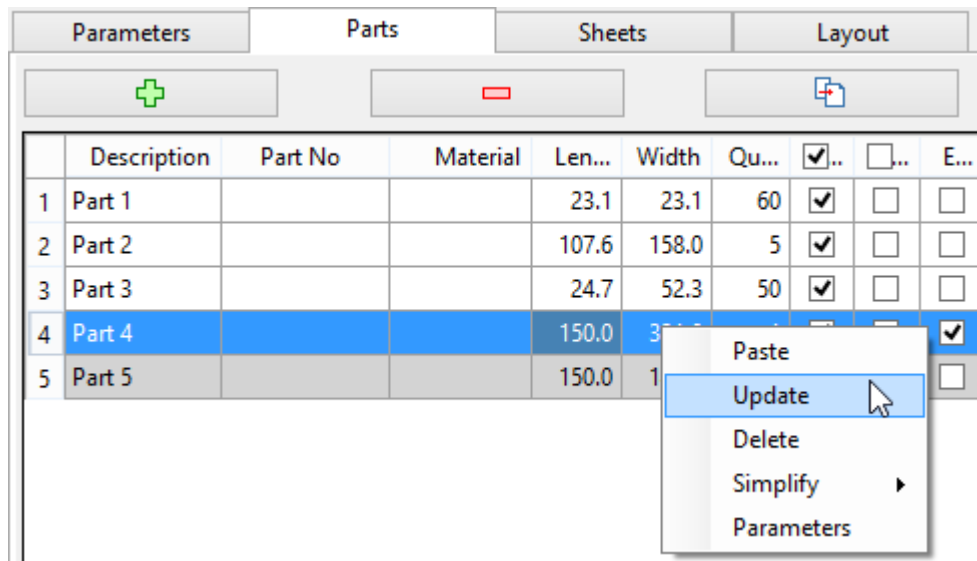 Parameters Parts Sheets Layout
Description Part No Material Len... Width Qu... ... ... E...
1 Part 1 23.1 23.1 60
2 Part 2 107.6 158.0 5
3 Part 3 24.7 52.3 50
4 Part 4 150.0
5 Part 5 150.0 1
Paste
Update
Delete
Simplify
Parameters